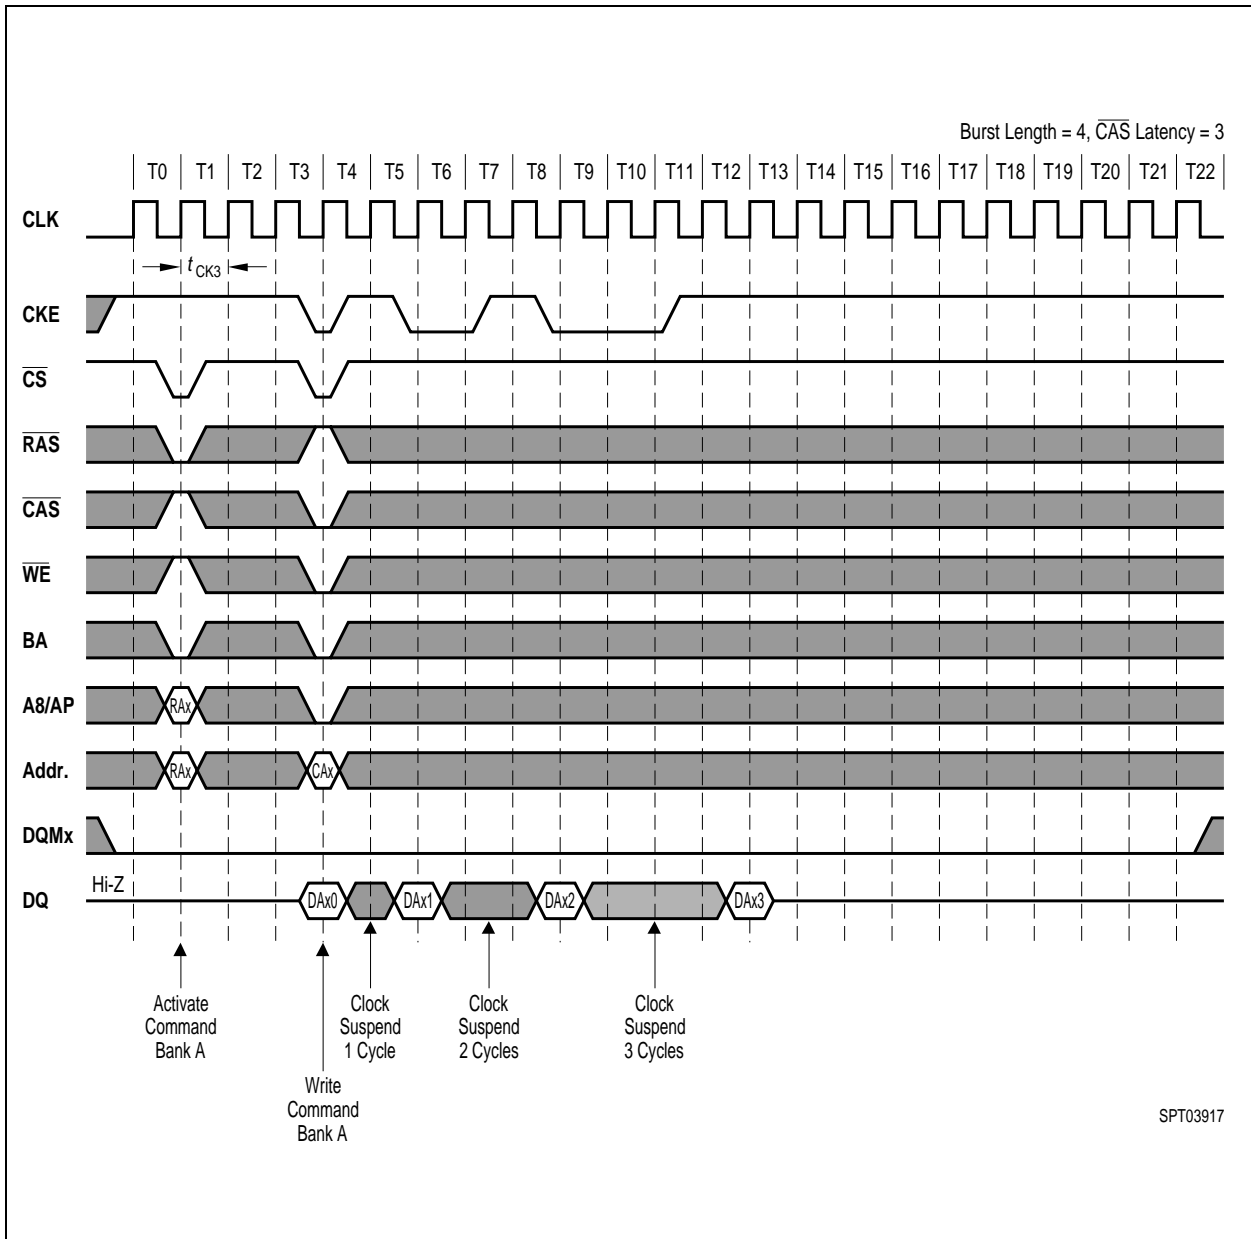 Burst Length = 4, CAS Latency = 3
T0 T1 T2 T3 T4 T5 T6 T7 T8 T9 T10 T11 T12 T13 T14 T15 T16 T17 T18 T19 T20 T21 T22
CLK
t CK3
CKE
CS
RAS
CAS
WE
BA
A8/AP
RAx
Addr.
RAx CAx
DQMx
Hi-Z
DQ
DAx0 DAx1 DAx2 DAx3
Activate
Command
Bank A
Write
Command
Bank A
Clock
Suspend
1 Cycle
Clock
Suspend
2 Cycles
Clock
Suspend
3 Cycles
SPT03917